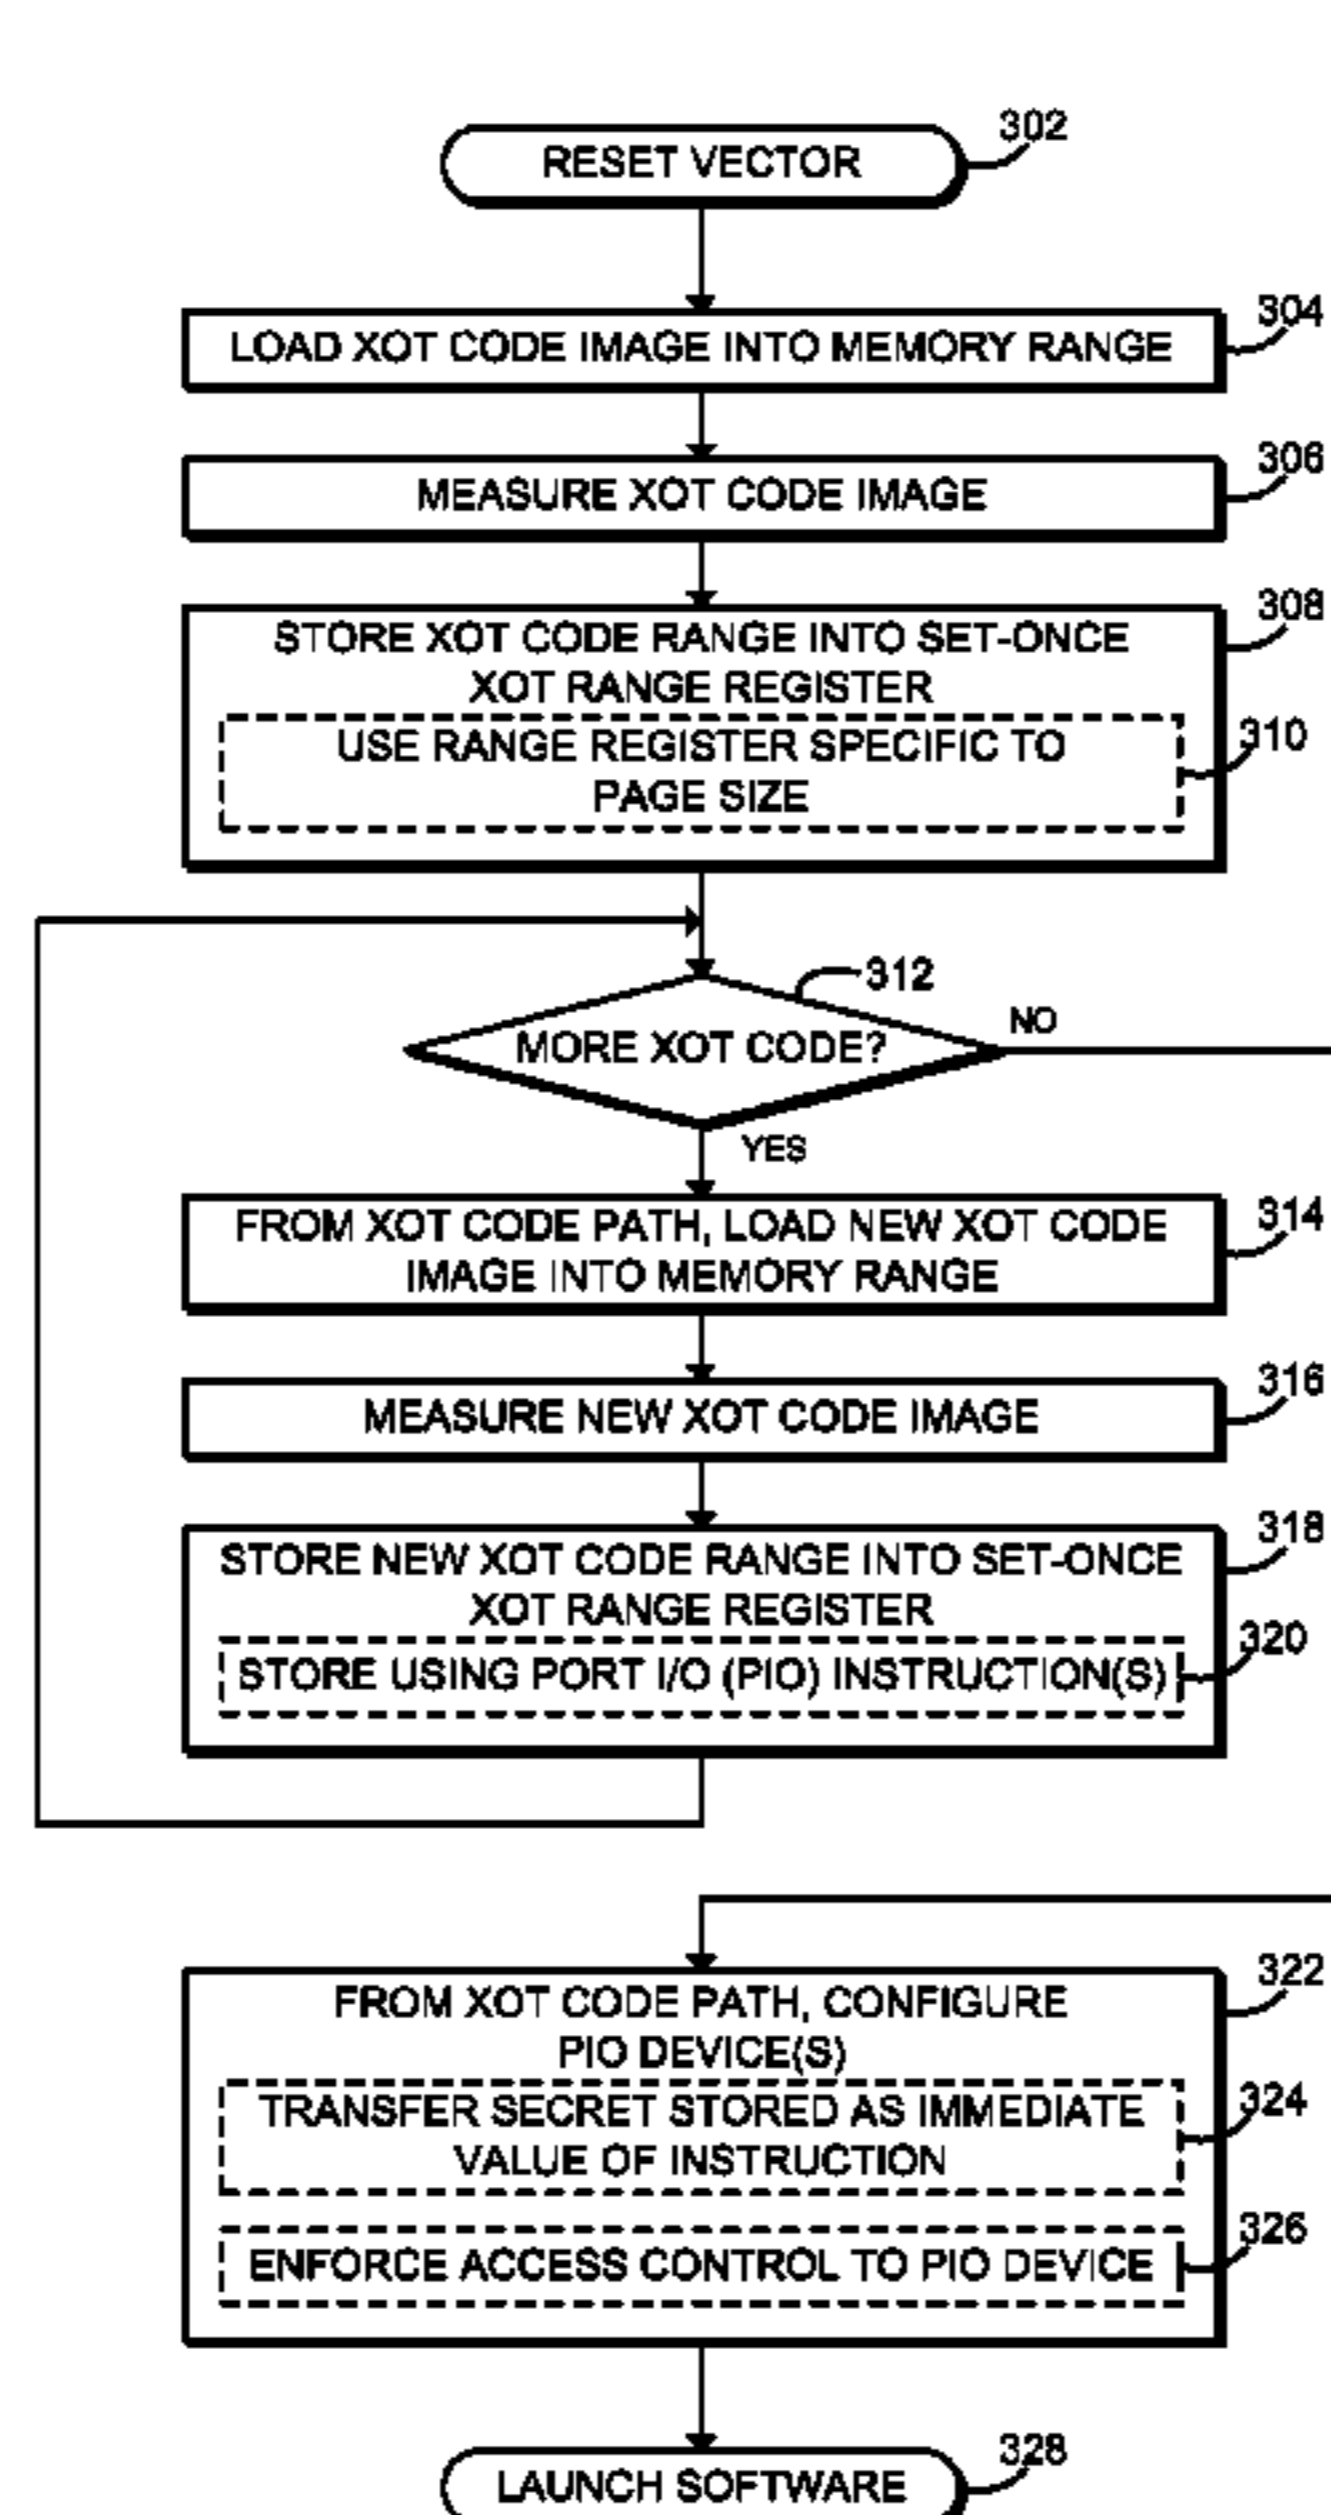 302
RESET VECTOR
304
LOAD XOT CODE IMAGE INTO MEMORY RANGE
306
MEASURE XOT CODE IMAGE
308
STORE XOT CODE RANGE INTO SET-ONCE
XOT RANGE REGISTER
310
USE RANGE REGISTER SPECIFIC TO
PAGE SIZE
312
NO
MORE XOT CODE?
YES
314
FROM XOT CODE PATH, LOAD NEW XOT CODE
IMAGE INTO MEMORY RANGE
316
MEASURE NEW XOT CODE IMAGE
318
STORE NEW XOT CODE RANGE INTO SET-ONCE
XOT RANGE REGISTER
320
STORE USING PORT I/O (PIO) INSTRUCTION(S)
322
FROM XOT CODE PATH, CONFIGURE
PIO DEVICE(S)
324
TRANSFER SECRET STORED AS IMMEDIATE
VALUE OF INSTRUCTION
326
ENFORCE ACCESS CONTROL TO PIO DEVICE
328
LAUNCH SOFTWARE